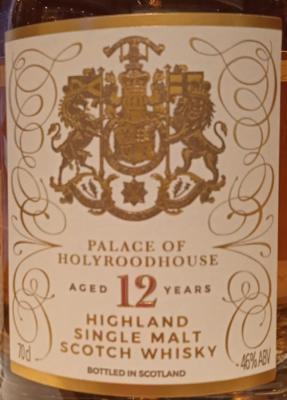 PALACE OF
HOLYROODHOUSE
AGED 12 YEARS
HIGHLAND
SINGLE MALT
SCOTCH WHISKY
70cl
46% ABV
BOTTLED IN SCOTLAND